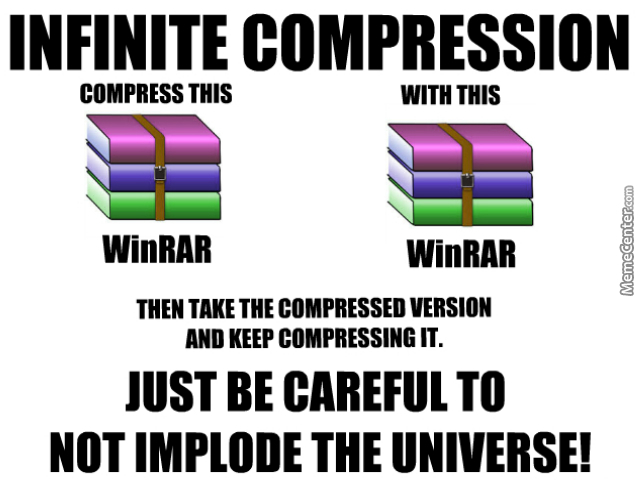 INFINITE COMPRESSION
COMPRESS THIS
WITH THIS
WinRAR
WinRAR
THEN TAKE THE COMPRESSED VERSION
AND KEEP COMPRESSING IT.
JUST BE CAREFUL TO
NOT IMPLODE THE UNIVERSE!
MemeCenter.com